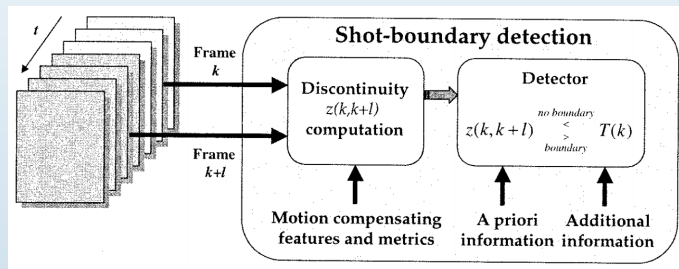 t
Frame
k
Frame
k+l
Shot-boundary detection
Discontinuity
z(k,k+l)
computation
Detector
no boundary
z(k, k + l) < > T(k)
boundary
Motion compensating
features and metrics
A priori
information
Additional
information